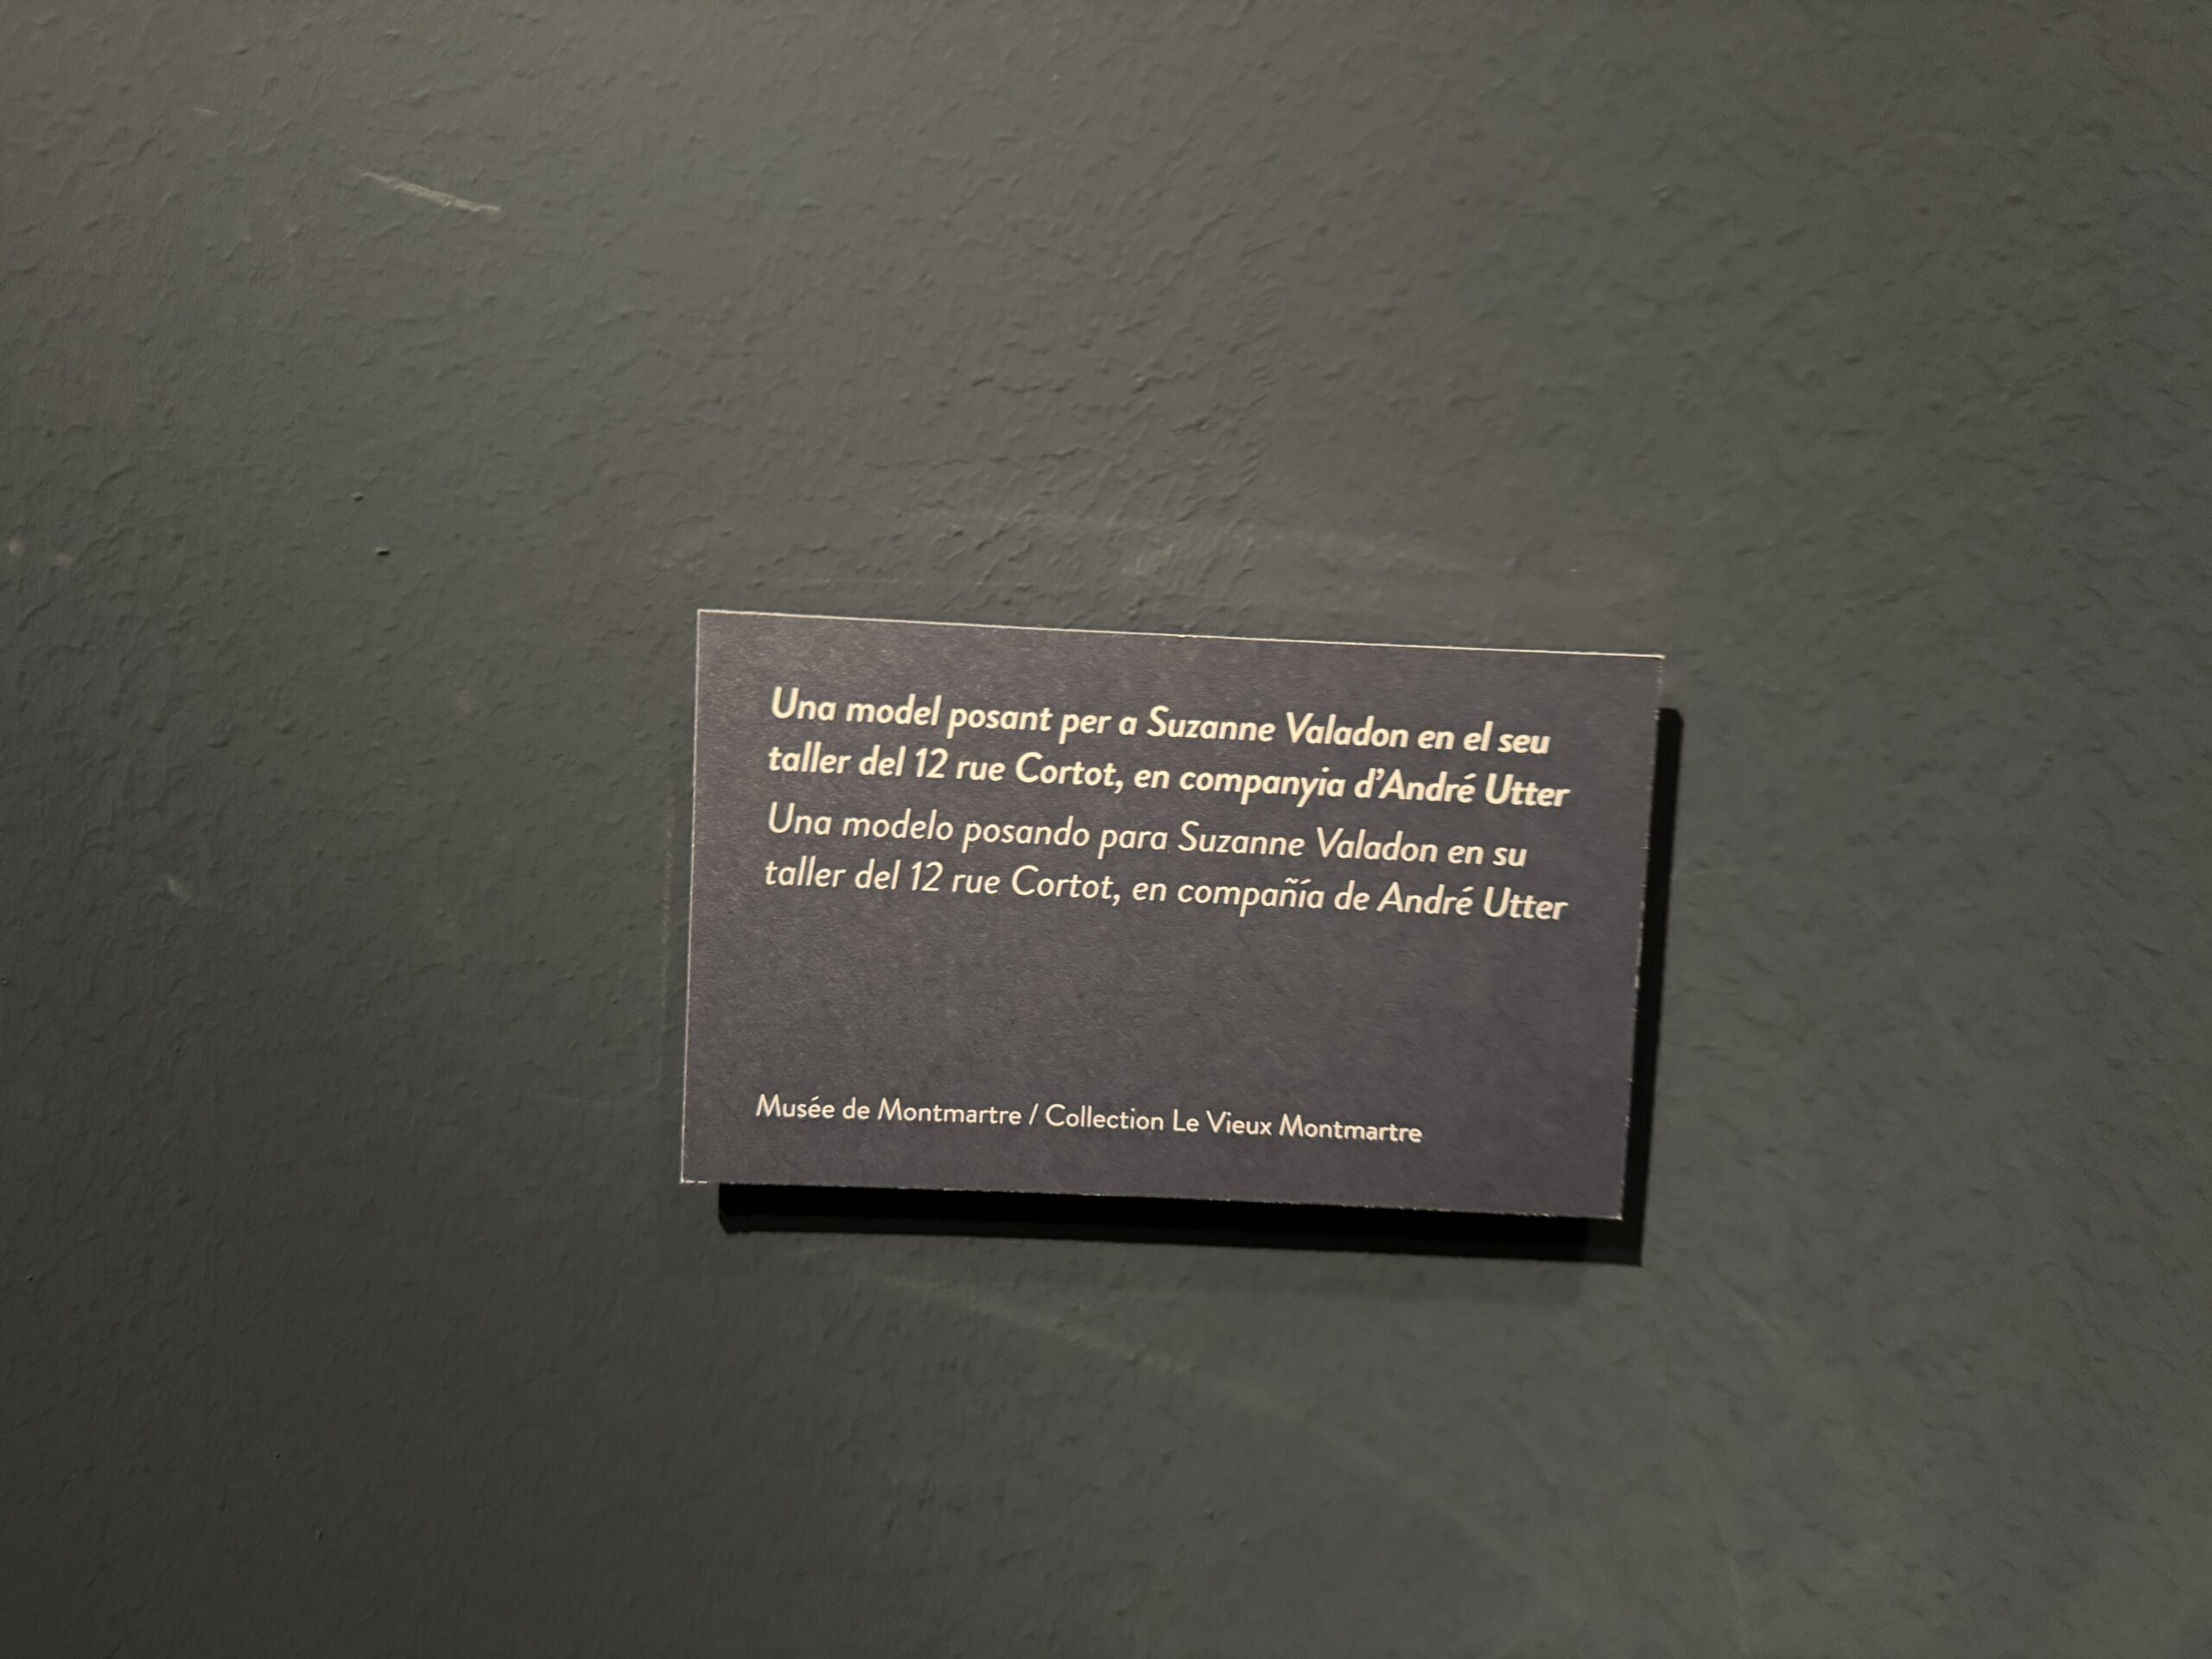 Una model posant per a Suzanne Valadon en el seu
taller del 12 rue Cortot, en companyia d'André Utter
Una modelo posando para Suzanne Valadon en su
taller del 12 rue Cortot, en compañía de André Utter
Musée de Montmartre / Collection Le Vieux Montmartre